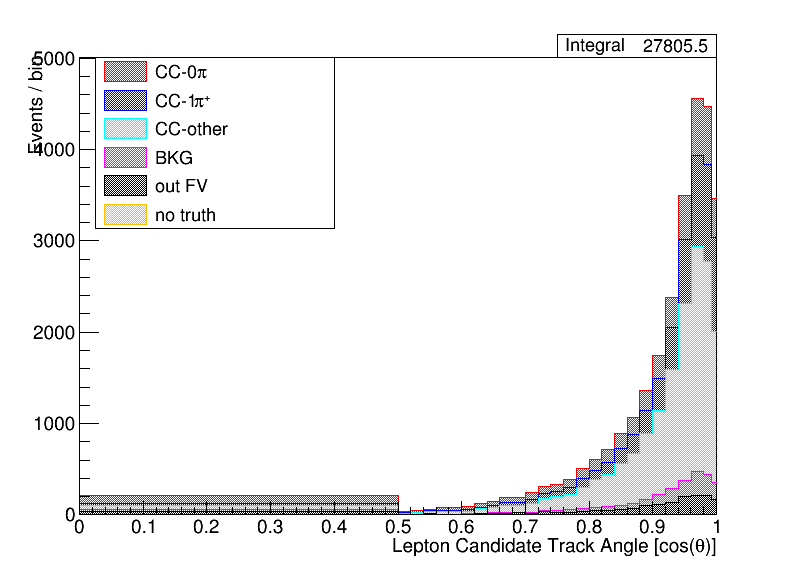 Integral 27805.5
Events / bin
5000
4000
3000
2000
1000
0
CC-0π
CC-1π⁺
CC-other
BKG
out FV
no truth
0 0.1 0.2 0.3 0.4 0.5 0.6 0.7 0.8 0.9 1
Lepton Candidate Track Angle [cos(θ)]